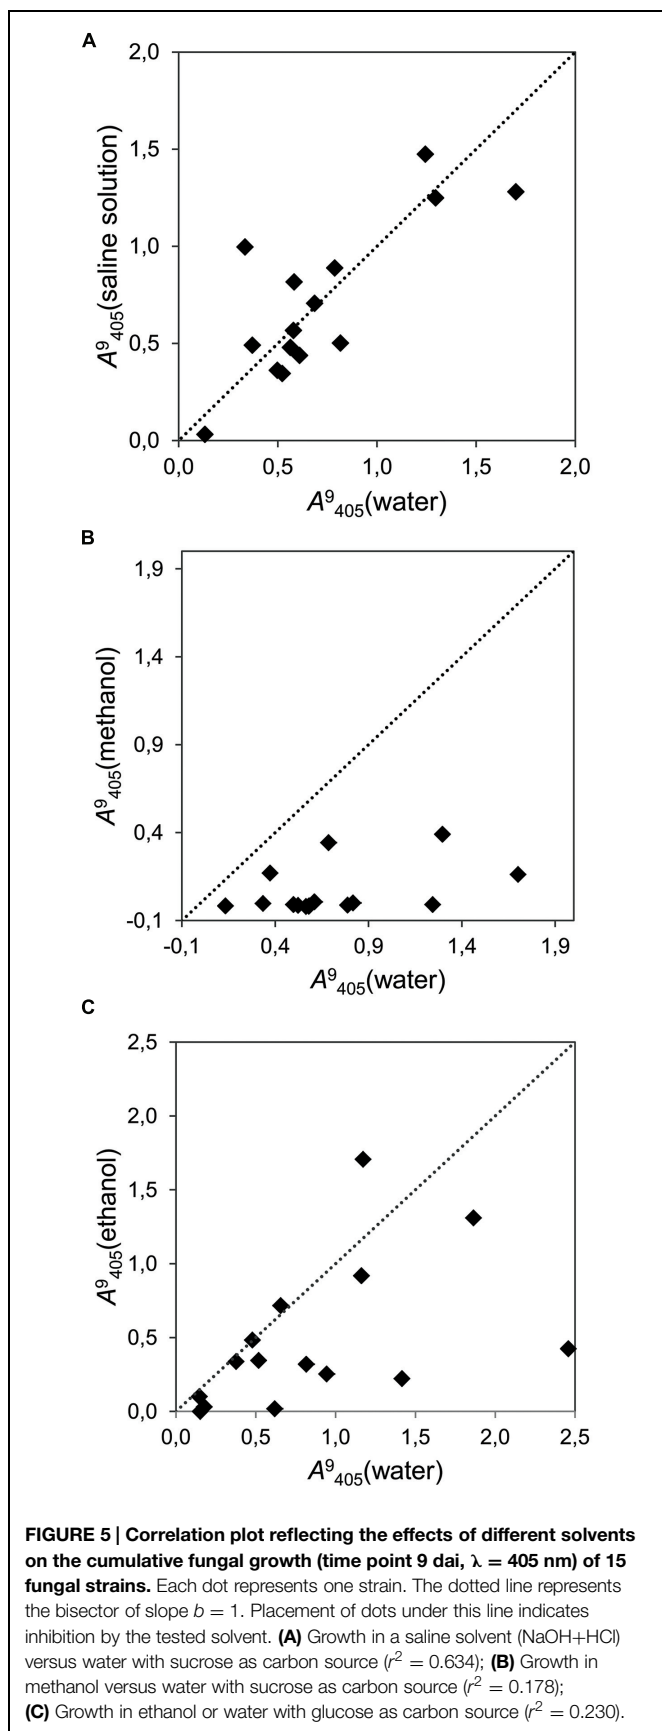 A
2,0
1,5
1,0
0,5
0,0
A⁹₄₀₅(saline solution)
0,0 0,5 1,0 1,5 2,0
A⁹₄₀₅(water)
B
1,9
1,4
0,9
0,4
-0,1
A⁹₄₀₅(methanol)
-0,1 0,4 0,9 1,4 1,9
A⁹₄₀₅(water)
C
2,5
2,0
1,5
1,0
0,5
0,0
A⁹₄₀₅(ethanol)
0,0 0,5 1,0 1,5 2,0 2,5
A⁹₄₀₅(water)
FIGURE 5 | Correlation plot reflecting the effects of different solvents
on the cumulative fungal growth (time point 9 dai, λ = 405 nm) of 15
fungal strains. Each dot represents one strain. The dotted line represents
the bisector of slope b = 1. Placement of dots under this line indicates
inhibition by the tested solvent. (A) Growth in a saline solvent (NaOH+HCl)
versus water with sucrose as carbon source (r² = 0.634); (B) Growth in
methanol versus water with sucrose as carbon source (r² = 0.178);
(C) Growth in ethanol or water with glucose as carbon source (r² = 0.230).